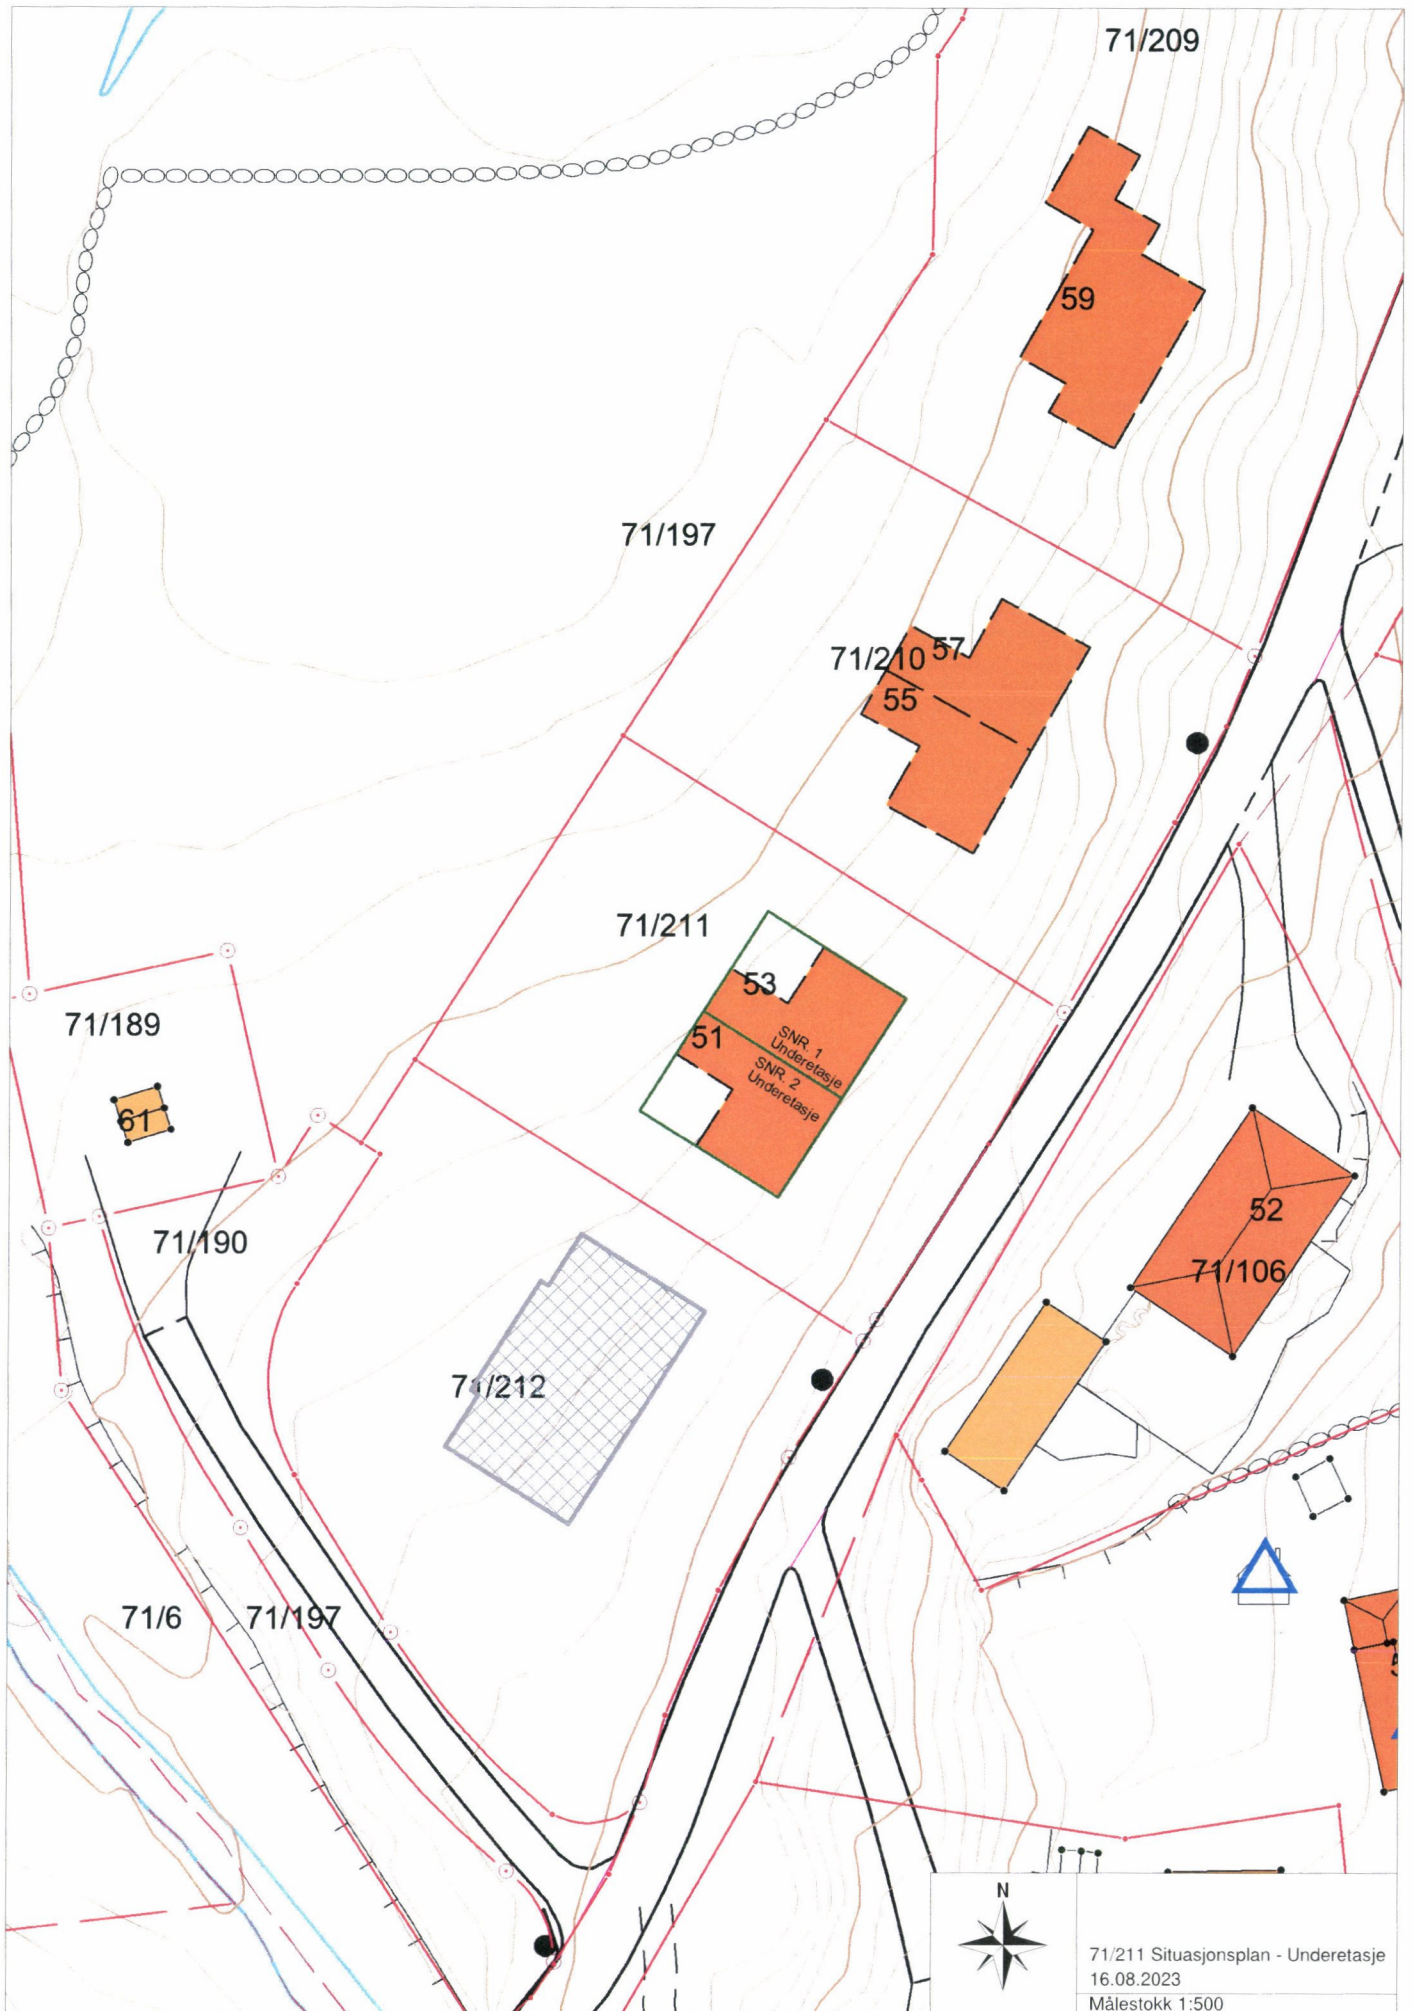 71/209
59
71/197
57
71/210
55
71/211
53
51
SNR. 1
Underetasje
SNR. 2
Underetasje
71/189
61
71/190
52
71/106
71/212
71/6
71/197
N
71/211 Situasjonsplan - Underetasje
16.08.2023
Målestokk 1:500